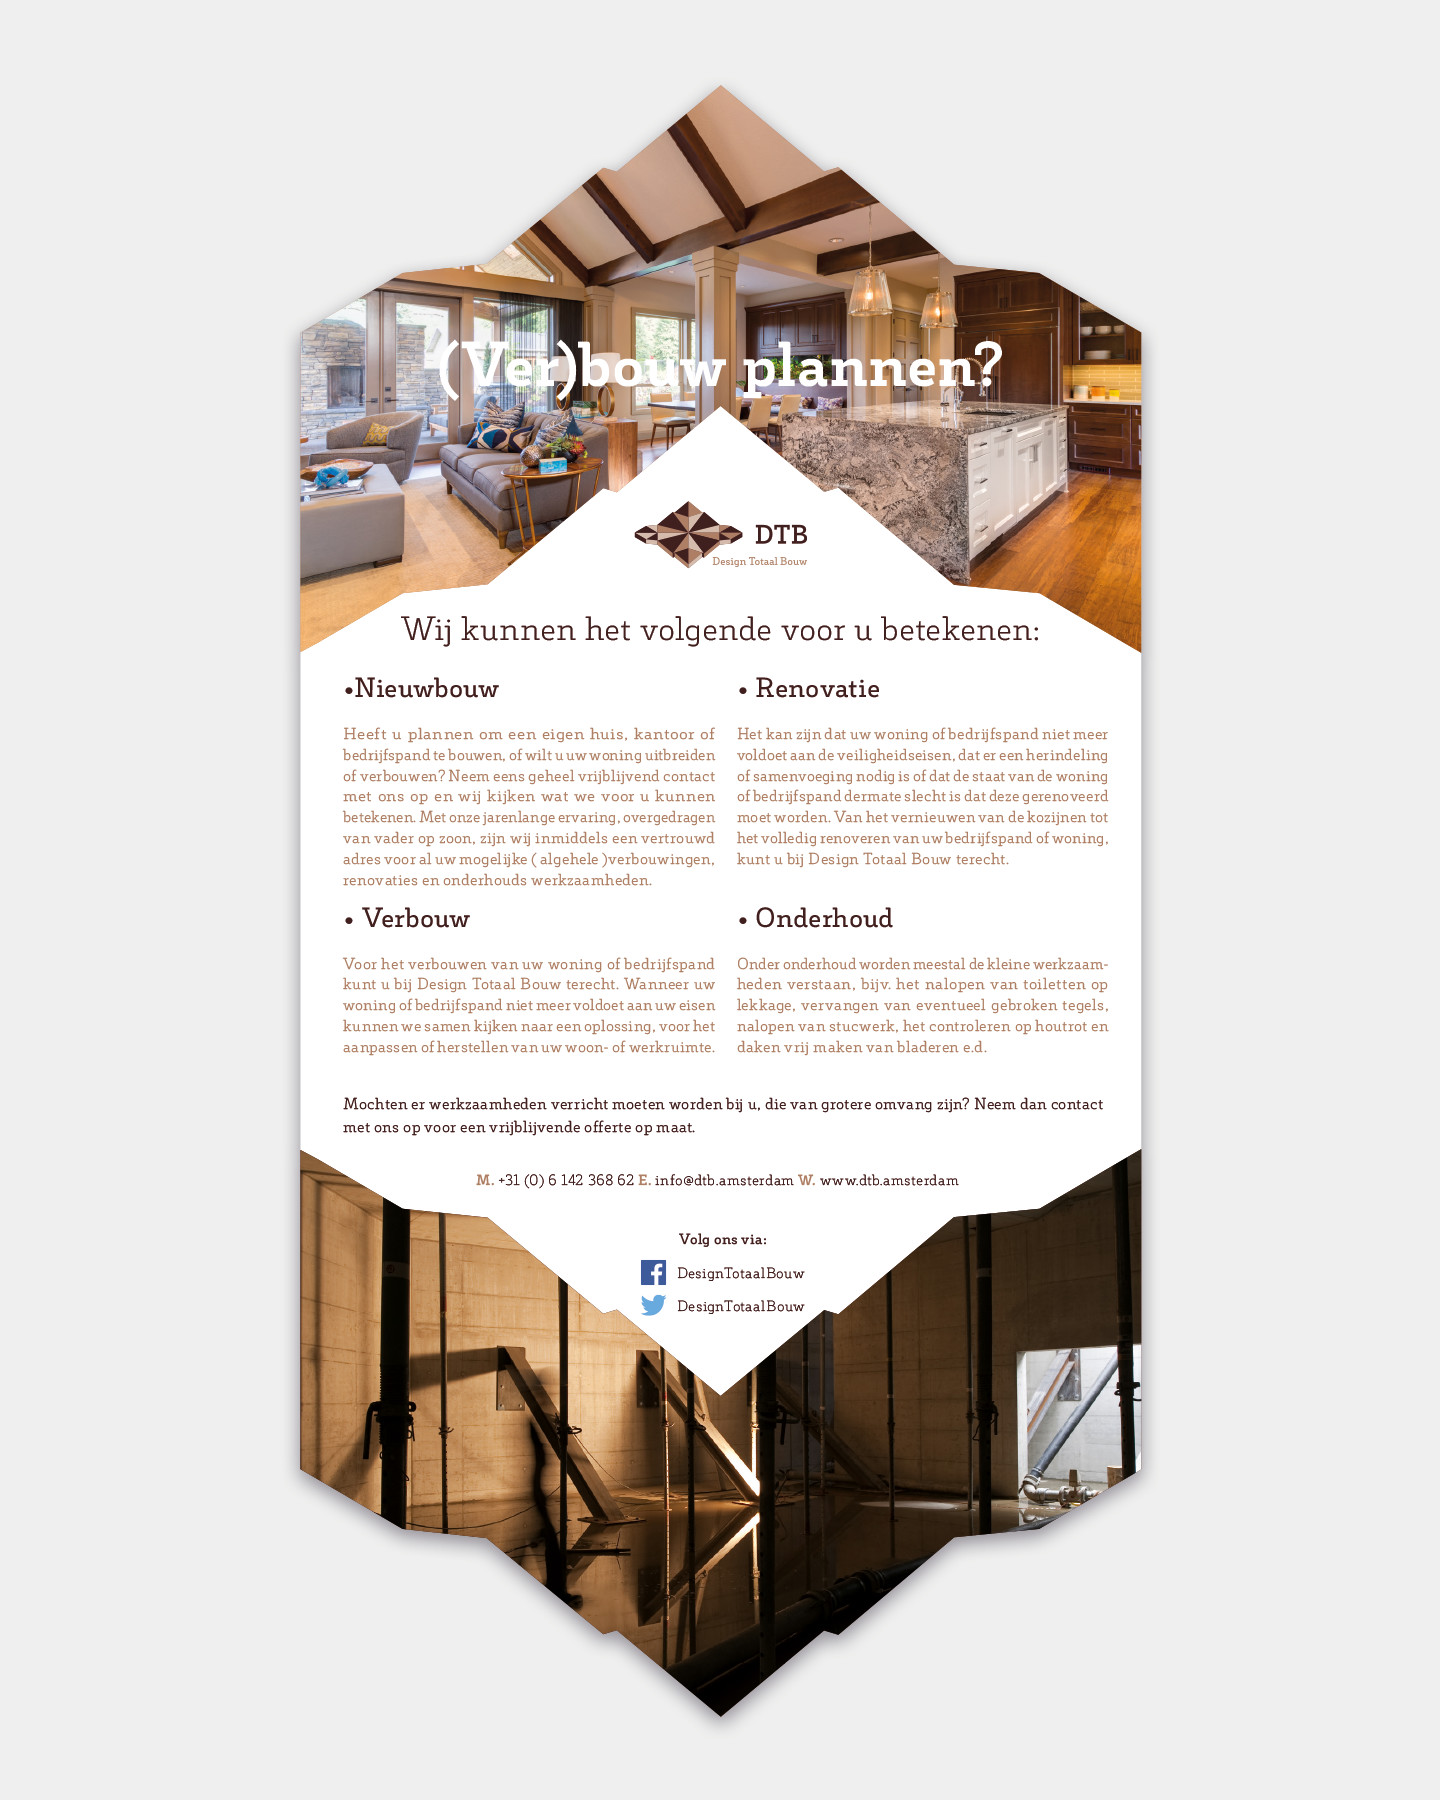 (Ver)bouw plannen?
DTB
Design Totaal Bouw
Wij kunnen het volgende voor u betekenen:
•Nieuwbouw
Heeft u plannen om een eigen huis, kantoor of
bedrijfspand te bouwen, of wilt u uw woning uitbreiden
of verbouwen? Neem eens geheel vrijblijvend contact
met ons op en wij kijken wat we voor u kunnen
betekenen. Met onze jarenlange ervaring, overgedragen
van vader op zoon, zijn wij inmiddels een vertrouwd
adres voor al uw mogelijke ( algehele )verbouwingen,
renovaties en onderhouds werkzaamheden.
• Renovatie
Het kan zijn dat uw woning of bedrijfspand niet meer
voldoet aan de veiligheidseisen, dat er een herindeling
of samenvoeging nodig is of dat de staat van de woning
of bedrijfspand dermate slecht is dat deze gerenoveerd
moet worden. Van het vernieuwen van de kozijnen tot
het volledig renoveren van uw bedrijfspand of woning,
kunt u bij Design Totaal Bouw terecht.
• Verbouw
Voor het verbouwen van uw woning of bedrijfspand
kunt u bij Design Totaal Bouw terecht. Wanneer uw
woning of bedrijfspand niet meer voldoet aan uw eisen
kunnen we samen kijken naar een oplossing, voor het
aanpassen of herstellen van uw woon- of werkruimte.
• Onderhoud
Onder onderhoud worden meestal de kleine werkzaam-
heden verstaan, bijv. het nalopen van toiletten op
lekkage, vervangen van eventueel gebroken tegels,
nalopen van stucwerk, het controleren op houtrot en
daken vrij maken van bladeren e.d.
Mochten er werkzaamheden verricht moeten worden bij u, die van grotere omvang zijn? Neem dan contact
met ons op voor een vrijblijvende offerte op maat.
M. +31 (0) 6 142 368 62 E. info@dtb.amsterdam W. www.dtb.amsterdam
Volg ons via:
DesignTotaalBouw
DesignTotaalBouw